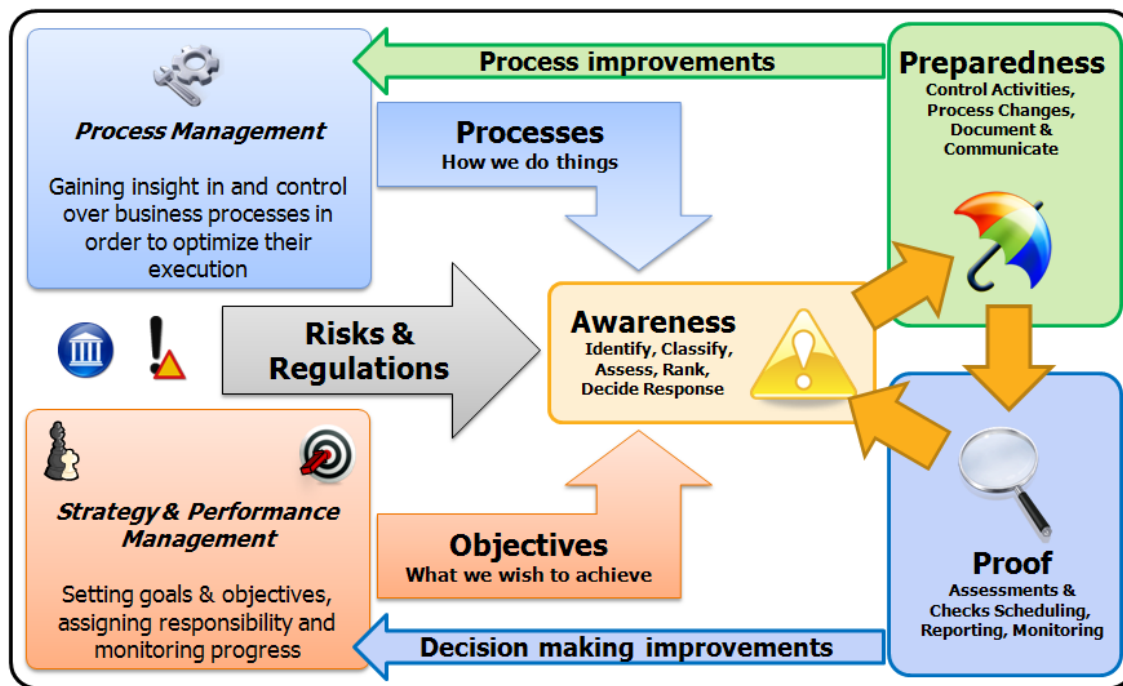 Process Management
Gaining insight in and control
over business processes in
order to optimize their
execution
Process improvements
Processes
How we do things
Preparedness
Control Activities,
Process Changes,
Document &
Communicate
Risks &
Regulations
Awareness
Identify, Classify,
Assess, Rank,
Decide Response
Strategy & Performance
Management
Setting goals & objectives,
assigning responsibility and
monitoring progress
Objectives
What we wish to achieve
Decision making improvements
Proof
Assessments &
Checks Scheduling,
Reporting, Monitoring